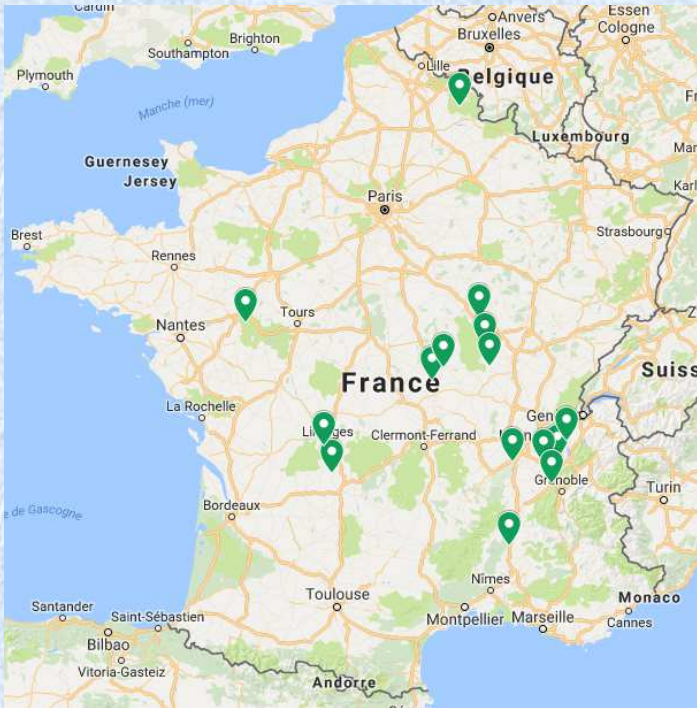 Cardiff
Essen
Anvers
Cologne
Brighton
Bruxelles
Southampton
Lille
Plymouth
Belgique
Manche (mer)
Luxembourg
Guernesey
Jersey
Paris
Brest
Strasbourg
Rennes
Tours
Nantes
France
Suiss
La Rochelle
Gen
Limoges
Clermont-Ferrand
Grenoble
Turin
Bordeaux
e de Gascogne
Nîmes
Toulouse
Monaco
Santander
Saint-Sébastien
Montpellier
Marseille
Cannes
Bilbao
Vitoria-Gasteiz
Andorre